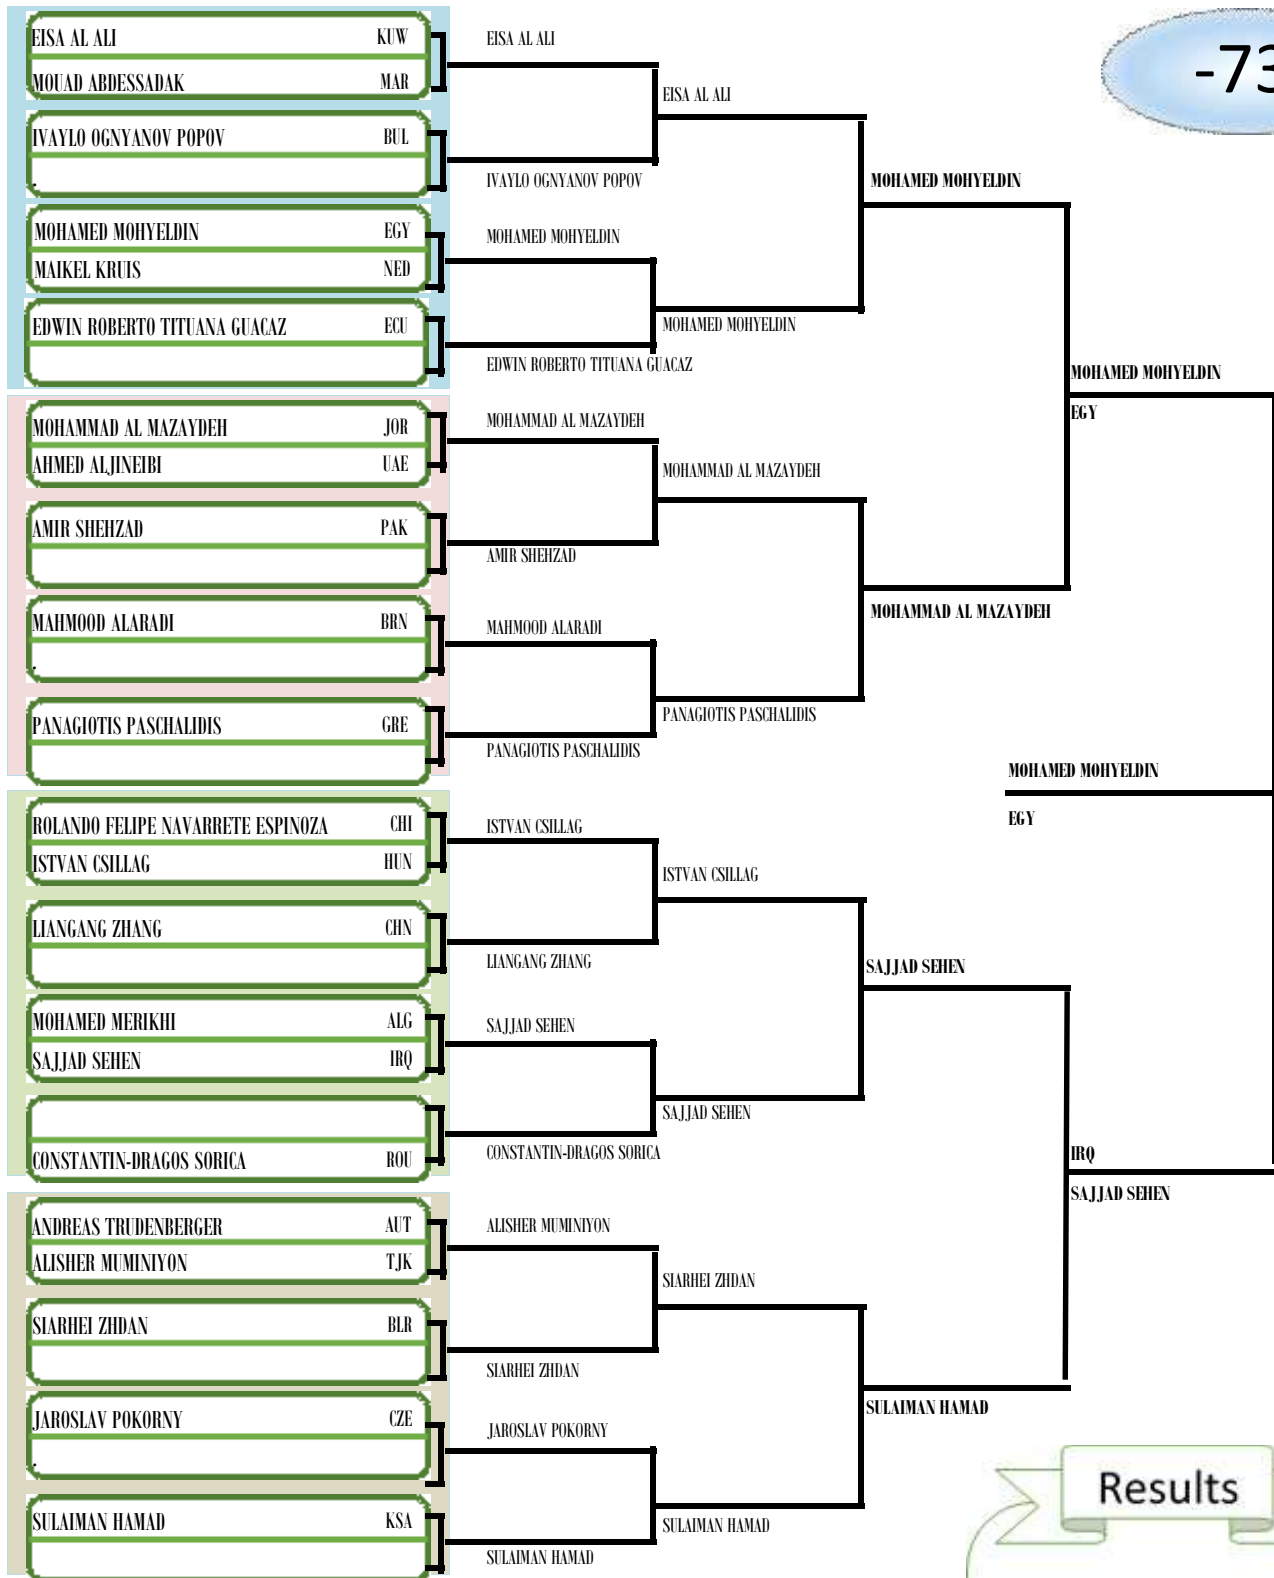 EISA AL ALI KUW
MOUAD ABDESSADAK MAR
IVAYLO OGNYANOV POPOV BUL
.
MOHAMED MOHYELDIN EGY
MAIKEL KRUIS NED
EDWIN ROBERTO TITUANA GUACAZ ECU
MOHAMMAD AL MAZAYDEH JOR
AHMED ALJINEIBI UAE
AMIR SHEHZAD PAK
MAHMOOD ALARADI BRN
.
PANAGIOTIS PASCHALIDIS GRE
ROLANDO FELIPE NAVARRETE ESPINOZA CHI
ISTVAN CSILLAG HUN
LIANGANG ZHANG CHN
MOHAMED MERIKHI ALG
SAJJAD SEHEN IRQ
CONSTANTIN-DRAGOS SORICA ROU
ANDREAS TRUDENBERGER AUT
ALISHER MUMINIYON TJK
SIARHEI ZHDAN BLR
JAROSLAV POKORNY CZE
.
SULAIMAN HAMAD KSA
EISA AL ALI
IVAYLO OGNYANOV POPOV
MOHAMED MOHYELDIN
EDWIN ROBERTO TITUANA GUACAZ
MOHAMMAD AL MAZAYDEH
AMIR SHEHZAD
MAHMOOD ALARADI
PANAGIOTIS PASCHALIDIS
ISTVAN CSILLAG
LIANGANG ZHANG
SAJJAD SEHEN
CONSTANTIN-DRAGOS SORICA
ALISHER MUMINIYON
SIARHEI ZHDAN
JAROSLAV POKORNY
SULAIMAN HAMAD
EISA AL ALI
MOHAMED MOHYELDIN
MOHAMMAD AL MAZAYDEH
PANAGIOTIS PASCHALIDIS
ISTVAN CSILLAG
SAJJAD SEHEN
SIARHEI ZHDAN
SULAIMAN HAMAD
MOHAMED MOHYELDIN
MOHAMMAD AL MAZAYDEH
SAJJAD SEHEN
SULAIMAN HAMAD
MOHAMED MOHYELDIN
EGY
IRQ
SAJJAD SEHEN
MOHAMED MOHYELDIN
EGY
-73
Results